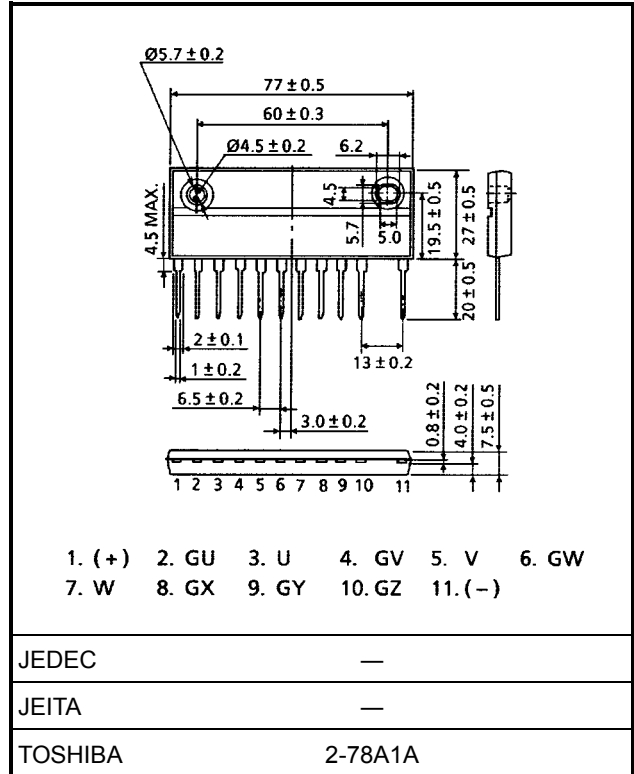 Ø5.7 ± 0.2
77 ± 0.5
60 ± 0.3
Ø4.5 ± 0.2
6.2
4.5
5.7
5.0
4.5 MAX.
19.5 ± 0.5
27 ± 0.5
20 ± 0.5
2 ± 0.1
13 ± 0.2
1 ± 0.2
6.5 ± 0.2
3.0 ± 0.2
0.8 ± 0.2
4.0 ± 0.2
7.5 ± 0.5
1 2 3 4 5 6 7 8 9 10 11
1. (+) 2. GU 3. U 4. GV 5. V 6. GW
7. W 8. GX 9. GY 10. GZ 11. (−)
JEDEC —
JEITA —
TOSHIBA 2-78A1A